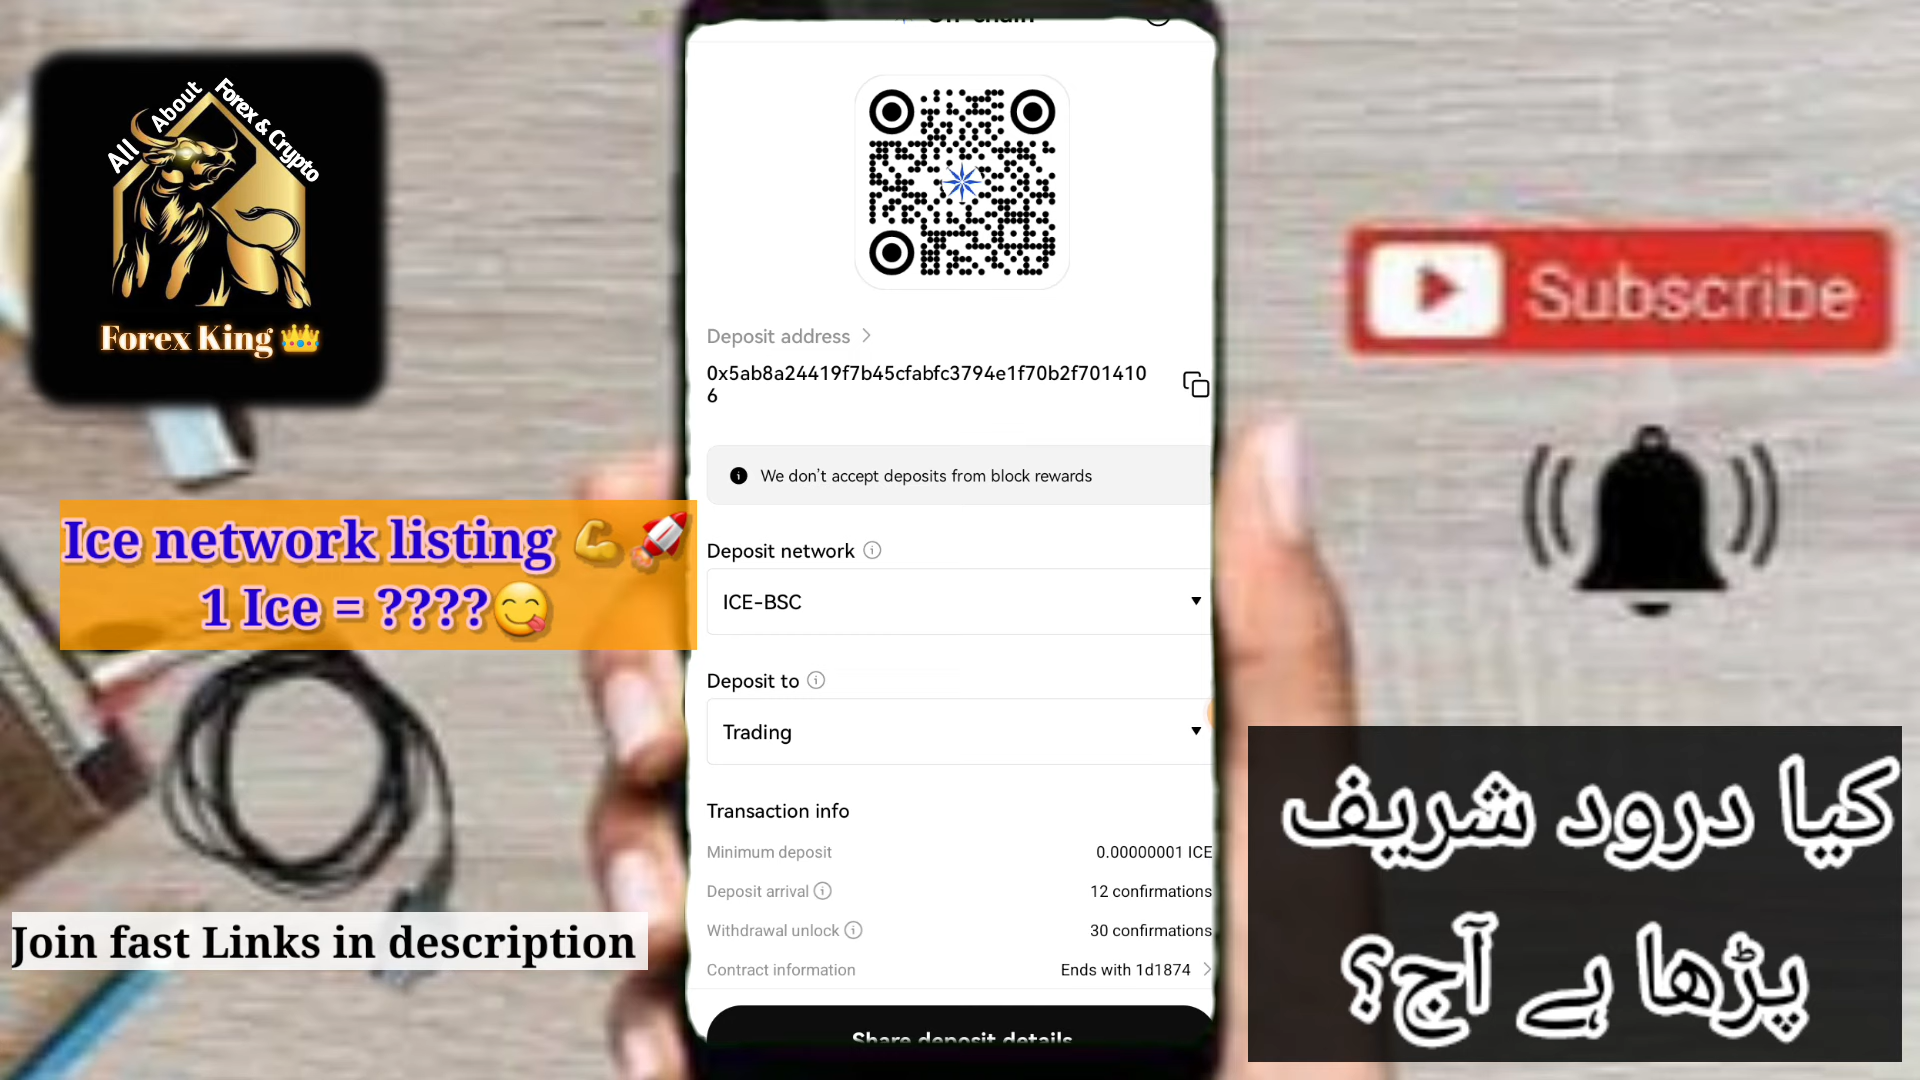 All About Forex & Crypto
Forex King 👑
Ice network listing 💪🚀
1 Ice = ????😋
Join fast Links in description
Deposit address >
0x5ab8a24419f7b45cfabfc3794e1f70b2f701410
6
We don't accept deposits from block rewards
Deposit network
ICE-BSC
Deposit to
Trading
Transaction info
Minimum deposit 0.00000001 ICE
Deposit arrival 12 confirmations
Withdrawal unlock 30 confirmations
Contract information Ends with 1d1874 >
Share deposit details
Subscribe
کیا درود شریف
پڑھا ہے آج؟